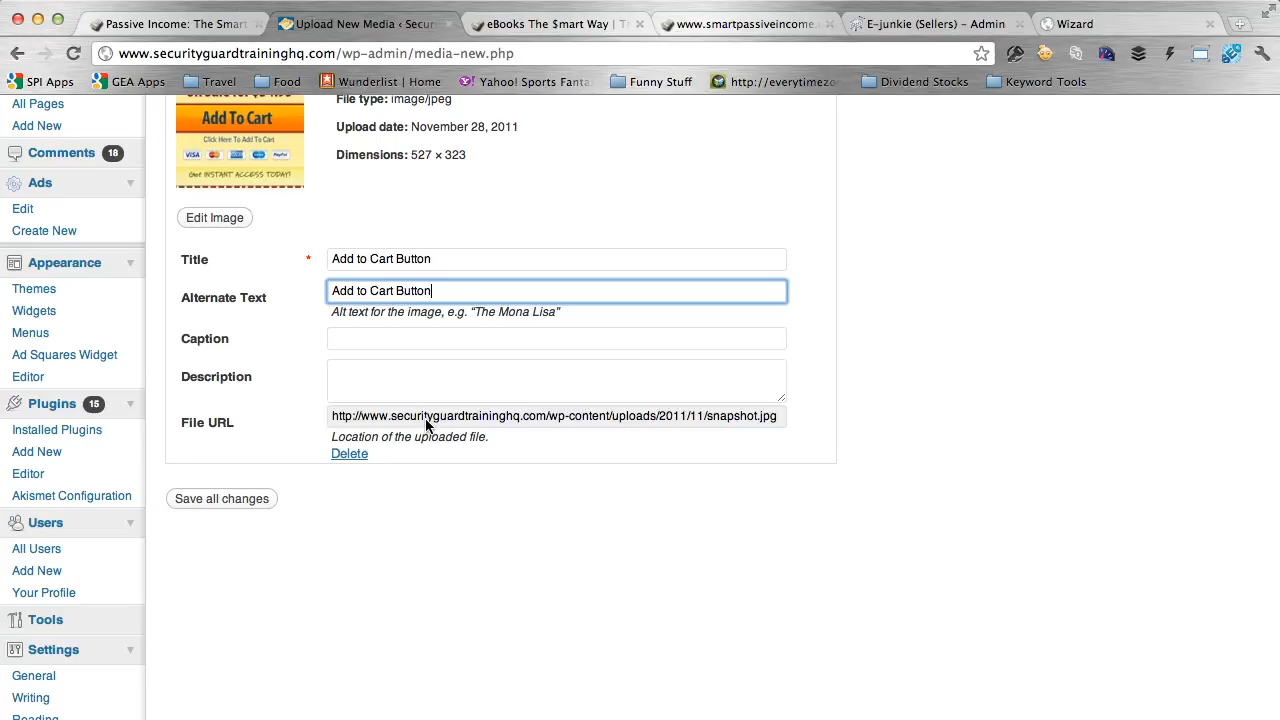 Passive Income: The Smart
Upload New Media ‹ Secur
eBooks The $mart Way | T
www.smartpassiveincome.
E-junkie (Sellers) - Admin
Wizard
www.securityguardtraininghq.com/wp-admin/media-new.php
SPI Apps
GEA Apps
Travel
Food
Wunderlist | Home
Yahoo! Sports Fanta
Funny Stuff
http://everytimezo
Dividend Stocks
Keyword Tools
All Pages
Add New
Comments 18
Ads
Edit
Create New
Appearance
Themes
Widgets
Menus
Ad Squares Widget
Editor
Plugins 15
Installed Plugins
Add New
Editor
Akismet Configuration
Users
All Users
Add New
Your Profile
Tools
Settings
General
Writing
Reading
Add To Cart
Click Here To Add To Cart
VISA
PayPal
Get INSTANT ACCESS TODAY!
File type: image/jpeg
Upload date: November 28, 2011
Dimensions: 527 × 323
Edit Image
Title * Add to Cart Button
Alternate Text Add to Cart Button
Alt text for the image, e.g. “The Mona Lisa”
Caption
Description
File URL http://www.securityguardtraininghq.com/wp-content/uploads/2011/11/snapshot.jpg
Location of the uploaded file.
Delete
Save all changes